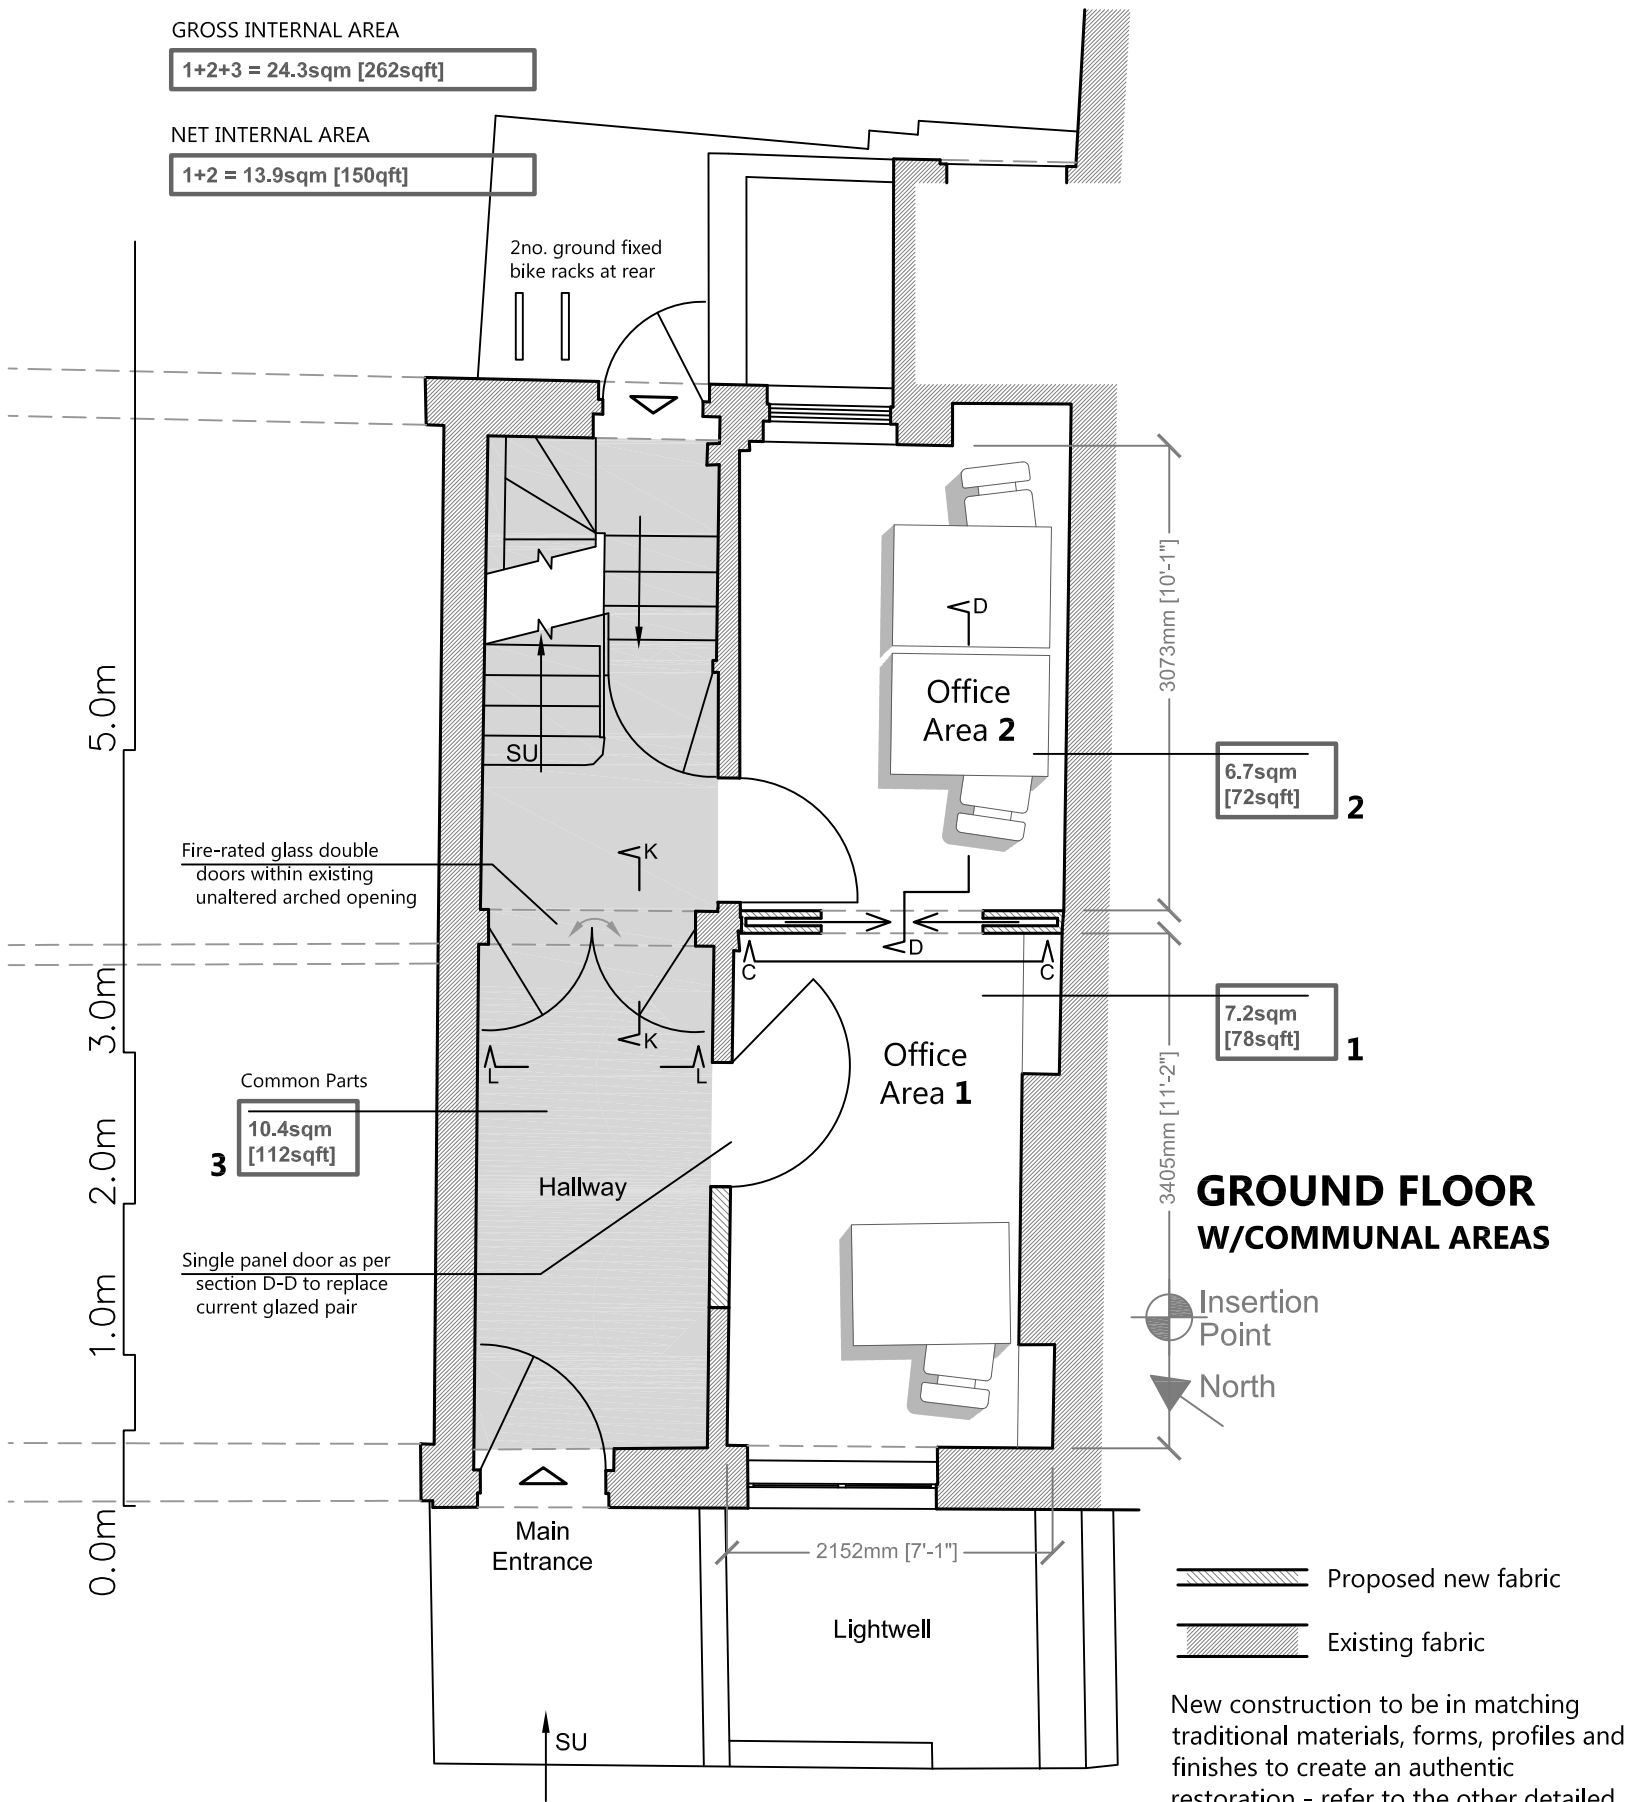 GROSS INTERNAL AREA
1+2+3 = 24.3sqm [262sqft]
NET INTERNAL AREA
1+2 = 13.9sqm [150qft]
2no. ground fixed
bike racks at rear
5.0m
3.0m
2.0m
1.0m
0.0m
SU
Fire-rated glass double
doors within existing
unaltered arched opening
K
K
L
L
Common Parts
10.4sqm
[112sqft]
3
Hallway
Single panel door as per
section D-D to replace
current glazed pair
D
Office
Area 2
3073mm [10'-1"]
6.7sqm
[72sqft]
2
D
C
C
Office
Area 1
7.2sqm
[78sqft]
1
3405mm [11'-2"]
GROUND FLOOR
W/COMMUNAL AREAS
Insertion
Point
North
Main
Entrance
2152mm [7'-1"]
Lightwell
SU
Proposed new fabric
Existing fabric
New construction to be in matching
traditional materials, forms, profiles and
finishes to create an authentic
restoration - refer to the other detailed